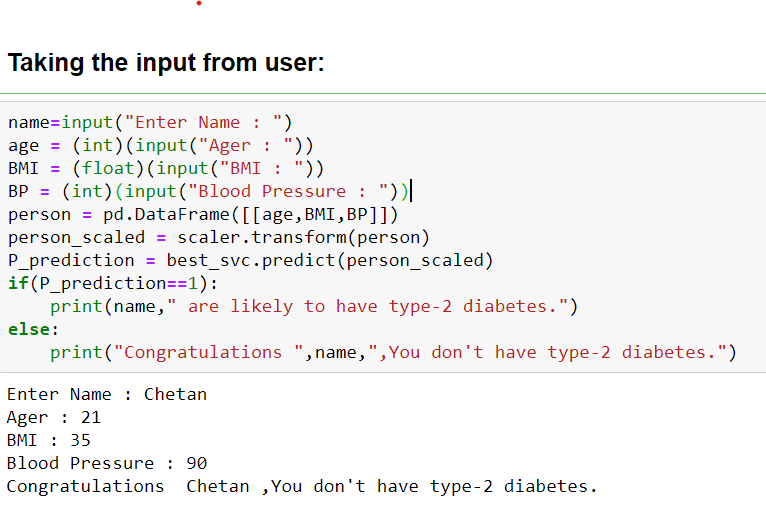 Taking the input from user:
name=input("Enter Name : ")
age = (int)(input("Ager : "))
BMI = (float)(input("BMI : "))
BP = (int)(input("Blood Pressure : "))
person = pd.DataFrame([[age,BMI,BP]])
person_scaled = scaler.transform(person)
P_prediction = best_svc.predict(person_scaled)
if(P_prediction==1):
    print(name," are likely to have type-2 diabetes.")
else:
    print("Congratulations ",name,",You don't have type-2 diabetes.")
Enter Name : Chetan
Ager : 21
BMI : 35
Blood Pressure : 90
Congratulations  Chetan ,You don't have type-2 diabetes.